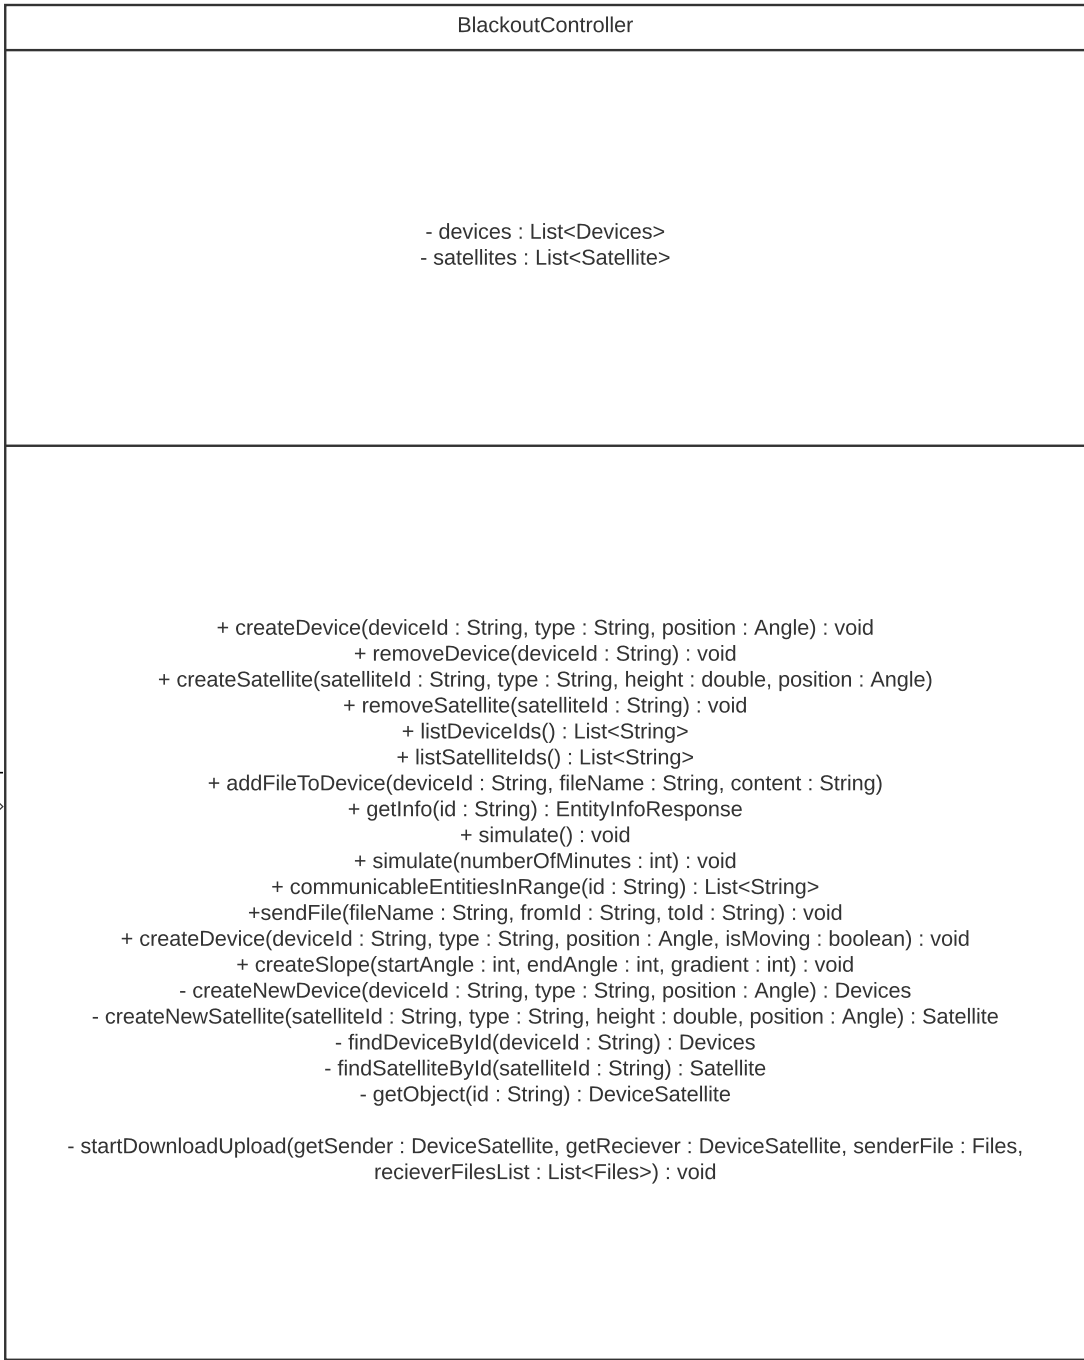 BlackoutController
- devices : List<Devices>
- satellites : List<Satellite>
+ createDevice(deviceId : String, type : String, position : Angle) : void
+ removeDevice(deviceId : String) : void
+ createSatellite(satelliteId : String, type : String, height : double, position : Angle)
+ removeSatellite(satelliteId : String) : void
+ listDeviceIds() : List<String>
+ listSatelliteIds() : List<String>
+ addFileToDevice(deviceId : String, fileName : String, content : String)
+ getInfo(id : String) : EntityInfoResponse
+ simulate() : void
+ simulate(numberOfMinutes : int) : void
+ communicableEntitiesInRange(id : String) : List<String>
+sendFile(fileName : String, fromId : String, toId : String) : void
+ createDevice(deviceId : String, type : String, position : Angle, isMoving : boolean) : void
+ createSlope(startAngle : int, endAngle : int, gradient : int) : void
- createNewDevice(deviceId : String, type : String, position : Angle) : Devices
- createNewSatellite(satelliteId : String, type : String, height : double, position : Angle) : Satellite
- findDeviceById(deviceId : String) : Devices
- findSatelliteById(satelliteId : String) : Satellite
- getObject(id : String) : DeviceSatellite
- startDownloadUpload(getSender : DeviceSatellite, getReciever : DeviceSatellite, senderFile : Files,
recieverFilesList : List<Files>) : void